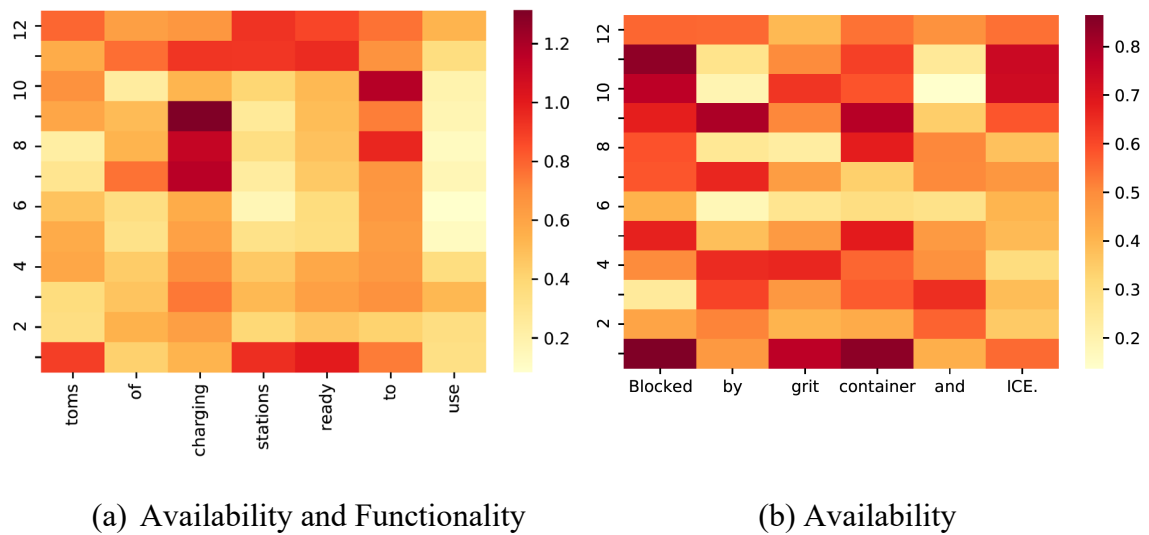 12
10
8
6
4
2
toms
of
charging
stations
ready
to
use
1.2
1.0
0.8
0.6
0.4
0.2
12
10
8
6
4
2
Blocked
by
grit
container
and
ICE.
0.8
0.7
0.6
0.5
0.4
0.3
0.2
(a) Availability and Functionality
(b) Availability